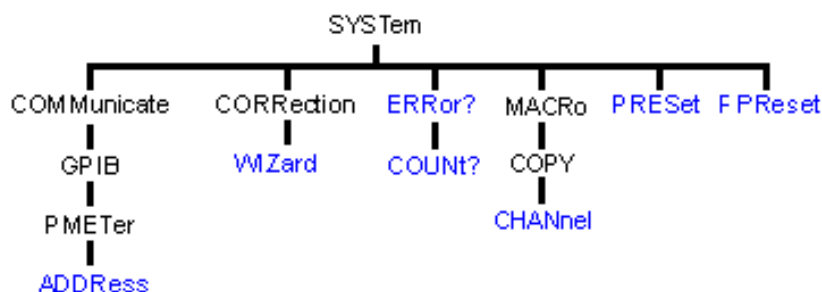 SYSTem
COMMunicate CORRection ERRor? MACRo PRESet FPReset
GPIB WIZard COUNt? COPY
PMETer CHANnel
ADDRess